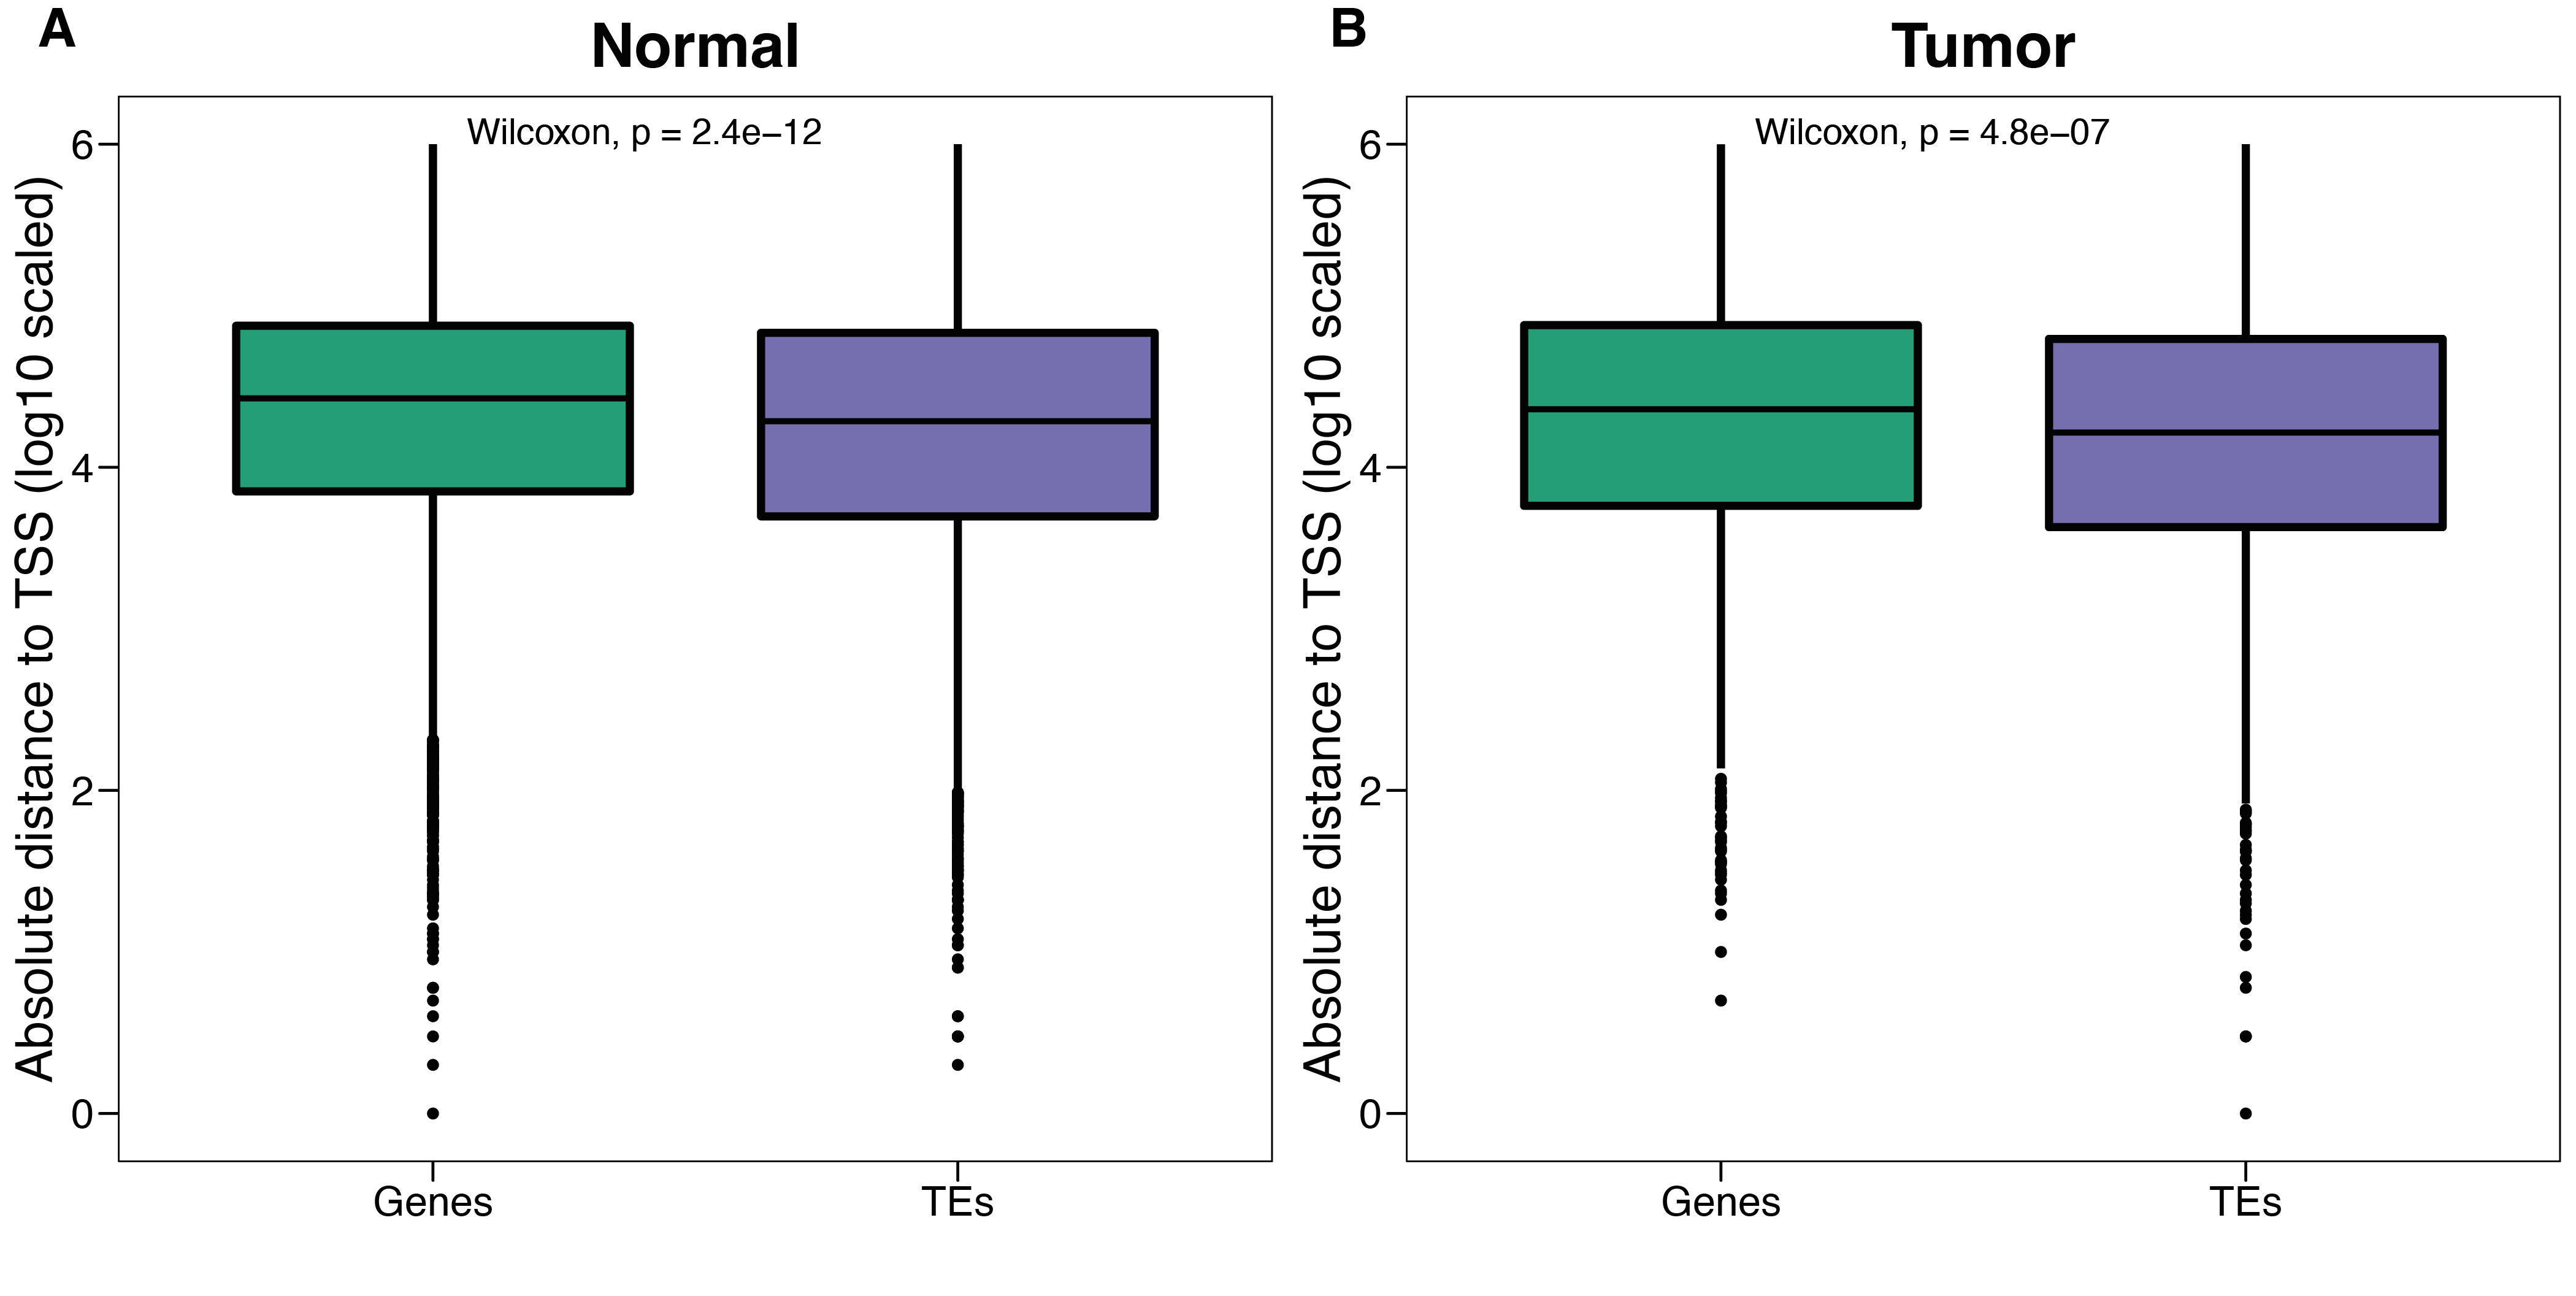 A
Normal
Wilcoxon, p = 2.4e−12
Absolute distance to TSS (log10 scaled)
6
4
2
0
Genes
TEs
B
Tumor
Wilcoxon, p = 4.8e−07
Absolute distance to TSS (log10 scaled)
6
4
2
0
Genes
TEs